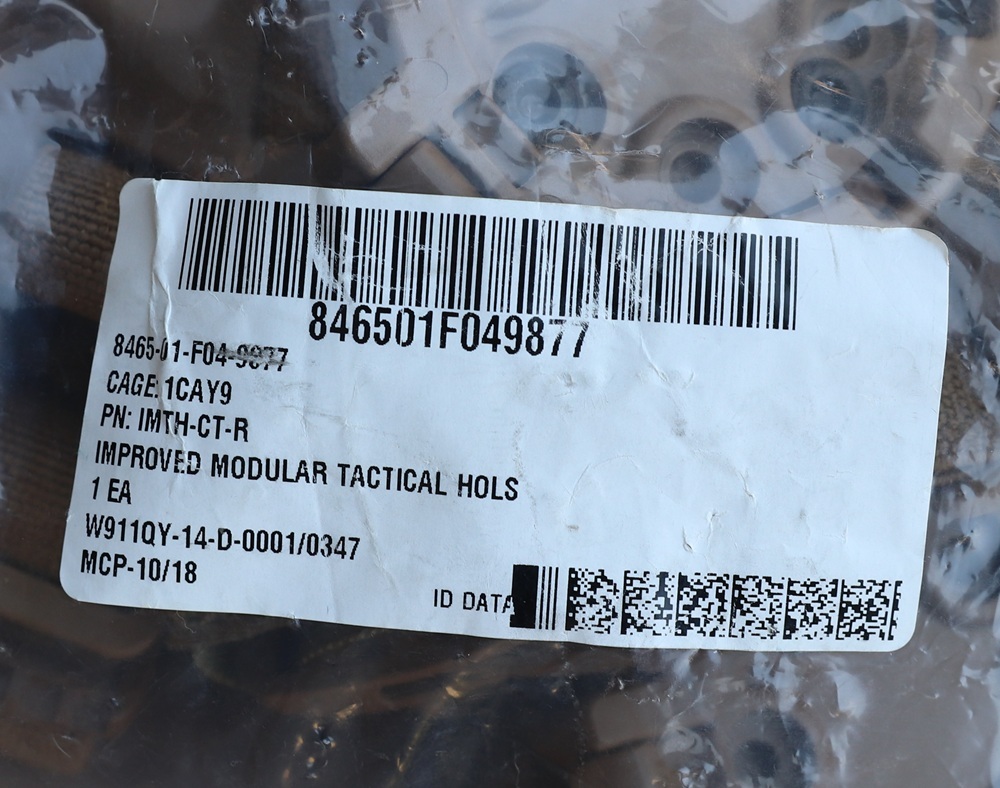 846501F049877
8465-01-F04-9877
CAGE: 1CAY9
PN: IMTH-CT-R
IMPROVED MODULAR TACTICAL HOLS
1 EA
W911QY-14-D-0001/0347
MCP-10/18
ID DATA